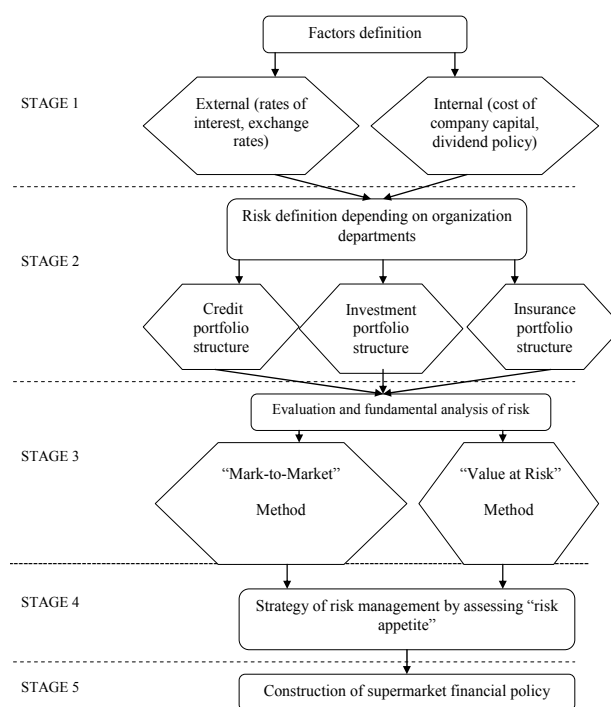 Factors definition
STAGE 1
External (rates of
interest, exchange
rates)
Internal (cost of
company capital,
dividend policy)
Risk definition depending on organization
departments
STAGE 2
Credit
portfolio
structure
Investment
portfolio
structure
Insurance
portfolio
structure
Evaluation and fundamental analysis of risk
STAGE 3
“Mark-to-Market”
Method
“Value at Risk”
Method
STAGE 4
Strategy of risk management by assessing “risk
appetite”
STAGE 5
Construction of supermarket financial policy